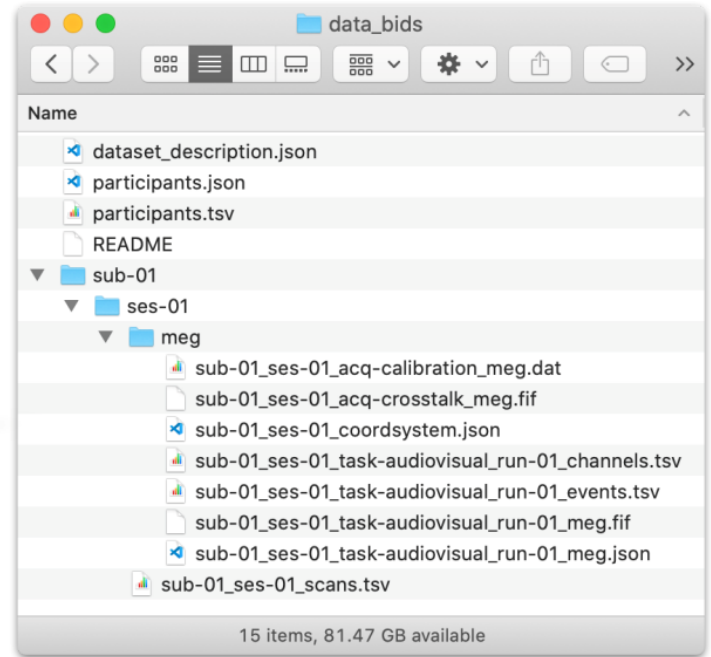 data_bids
Name
dataset_description.json
participants.json
participants.tsv
README
sub-01
ses-01
meg
sub-01_ses-01_acq-calibration_meg.dat
sub-01_ses-01_acq-crosstalk_meg.fif
sub-01_ses-01_coordsystem.json
sub-01_ses-01_task-audiovisual_run-01_channels.tsv
sub-01_ses-01_task-audiovisual_run-01_events.tsv
sub-01_ses-01_task-audiovisual_run-01_meg.fif
sub-01_ses-01_task-audiovisual_run-01_meg.json
sub-01_ses-01_scans.tsv
15 items, 81.47 GB available